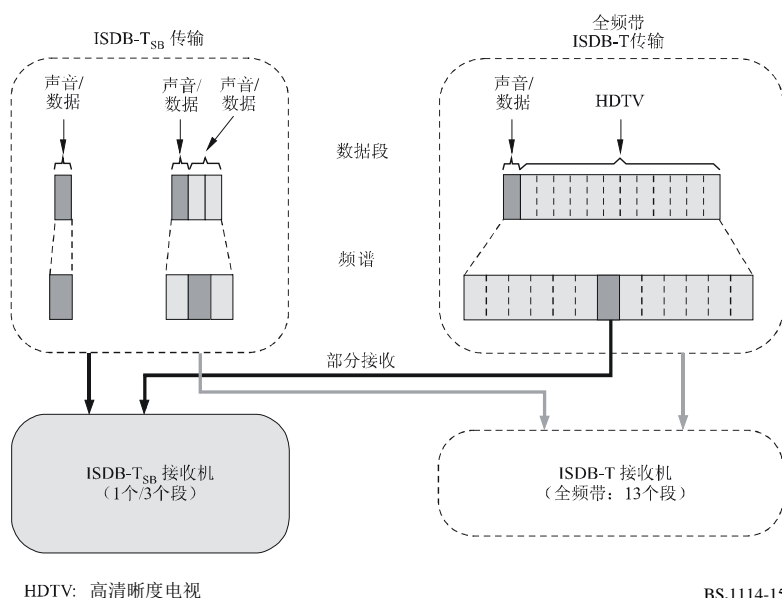 ISDB-T_SB 传输
全频带
ISDB-T传输
声音/
数据
声音/
数据
声音/
数据
声音/
数据
HDTV
数据段
频谱
部分接收
ISDB-T_SB 接收机
（1个/3个段）
ISDB-T 接收机
（全频带：13个段）
HDTV: 高清晰度电视